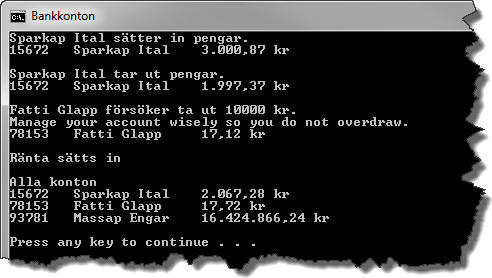 Bankkonton
Sparkap Ital sätter in pengar.
15672 Sparkap Ital 3.000,87 kr
Sparkap Ital tar ut pengar.
15672 Sparkap Ital 1.997,37 kr
Fatti Glapp försöker ta ut 10000 kr.
Manage your account wisely so you do not overdraw.
78153 Fatti Glapp 17,12 kr
Ränta sätts in
Alla konton
15672 Sparkap Ital 2.067,28 kr
78153 Fatti Glapp 17,72 kr
93781 Massap Engar 16.424.866,24 kr
Press any key to continue . . .